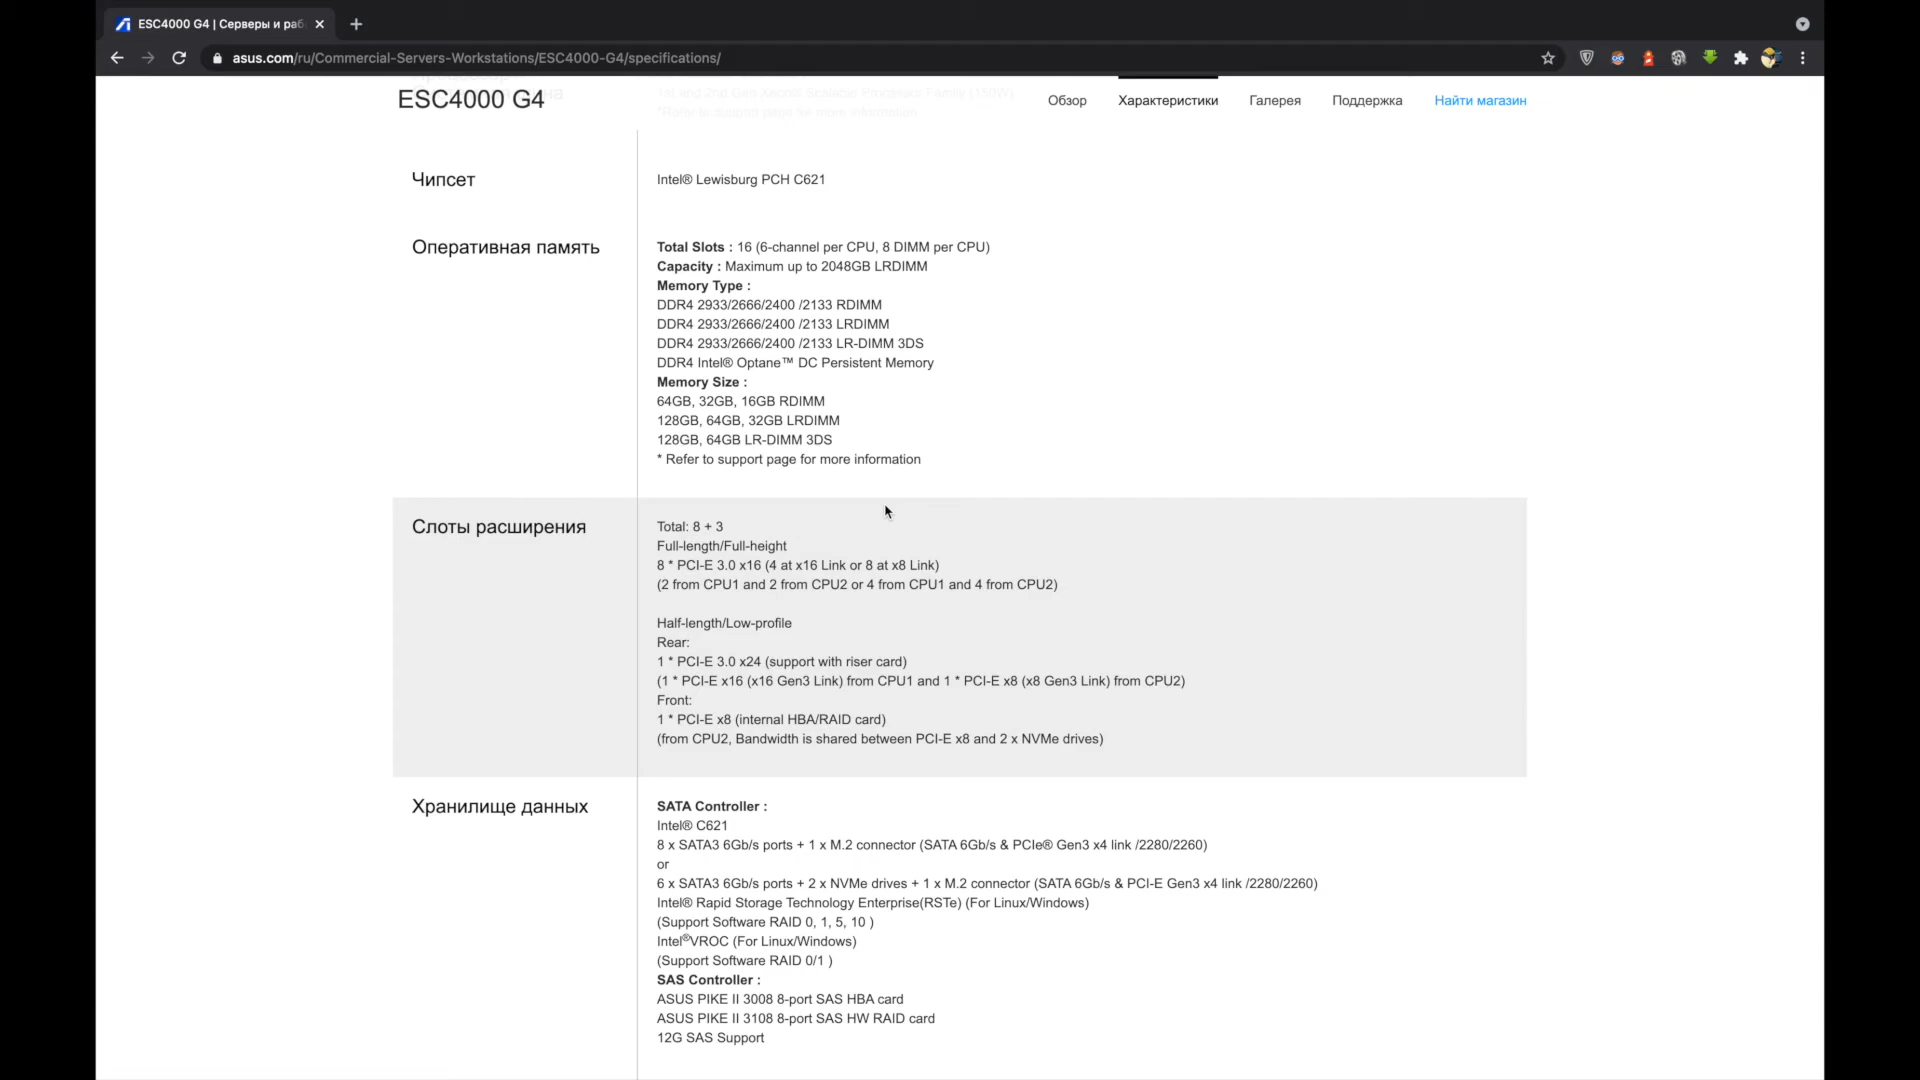 ESC4000 G4 | Серверы и раб
asus.com/ru/Commercial-Servers-Workstations/ESC4000-G4/specifications/
ESC4000 G4
Обзор
Характеристики
Галерея
Поддержка
Найти магазин
*Refer to support page for more information
Чипсет
Intel® Lewisburg PCH C621
Оперативная память
Total Slots : 16 (6-channel per CPU, 8 DIMM per CPU)
Capacity : Maximum up to 2048GB LRDIMM
Memory Type :
DDR4 2933/2666/2400 /2133 RDIMM
DDR4 2933/2666/2400 /2133 LRDIMM
DDR4 2933/2666/2400 /2133 LR-DIMM 3DS
DDR4 Intel® Optane™ DC Persistent Memory
Memory Size :
64GB, 32GB, 16GB RDIMM
128GB, 64GB, 32GB LRDIMM
128GB, 64GB LR-DIMM 3DS
* Refer to support page for more information
Слоты расширения
Total: 8 + 3
Full-length/Full-height
8 * PCI-E 3.0 x16 (4 at x16 Link or 8 at x8 Link)
(2 from CPU1 and 2 from CPU2 or 4 from CPU1 and 4 from CPU2)
Half-length/Low-profile
Rear:
1 * PCI-E 3.0 x24 (support with riser card)
(1 * PCI-E x16 (x16 Gen3 Link) from CPU1 and 1 * PCI-E x8 (x8 Gen3 Link) from CPU2)
Front:
1 * PCI-E x8 (internal HBA/RAID card)
(from CPU2, Bandwidth is shared between PCI-E x8 and 2 x NVMe drives)
Хранилище данных
SATA Controller :
Intel® C621
8 x SATA3 6Gb/s ports + 1 x M.2 connector (SATA 6Gb/s & PCIe® Gen3 x4 link /2280/2260)
or
6 x SATA3 6Gb/s ports + 2 x NVMe drives + 1 x M.2 connector (SATA 6Gb/s & PCI-E Gen3 x4 link /2280/2260)
Intel® Rapid Storage Technology Enterprise(RSTe) (For Linux/Windows)
(Support Software RAID 0, 1, 5, 10 )
Intel®VROC (For Linux/Windows)
(Support Software RAID 0/1 )
SAS Controller :
ASUS PIKE II 3008 8-port SAS HBA card
ASUS PIKE II 3108 8-port SAS HW RAID card
12G SAS Support